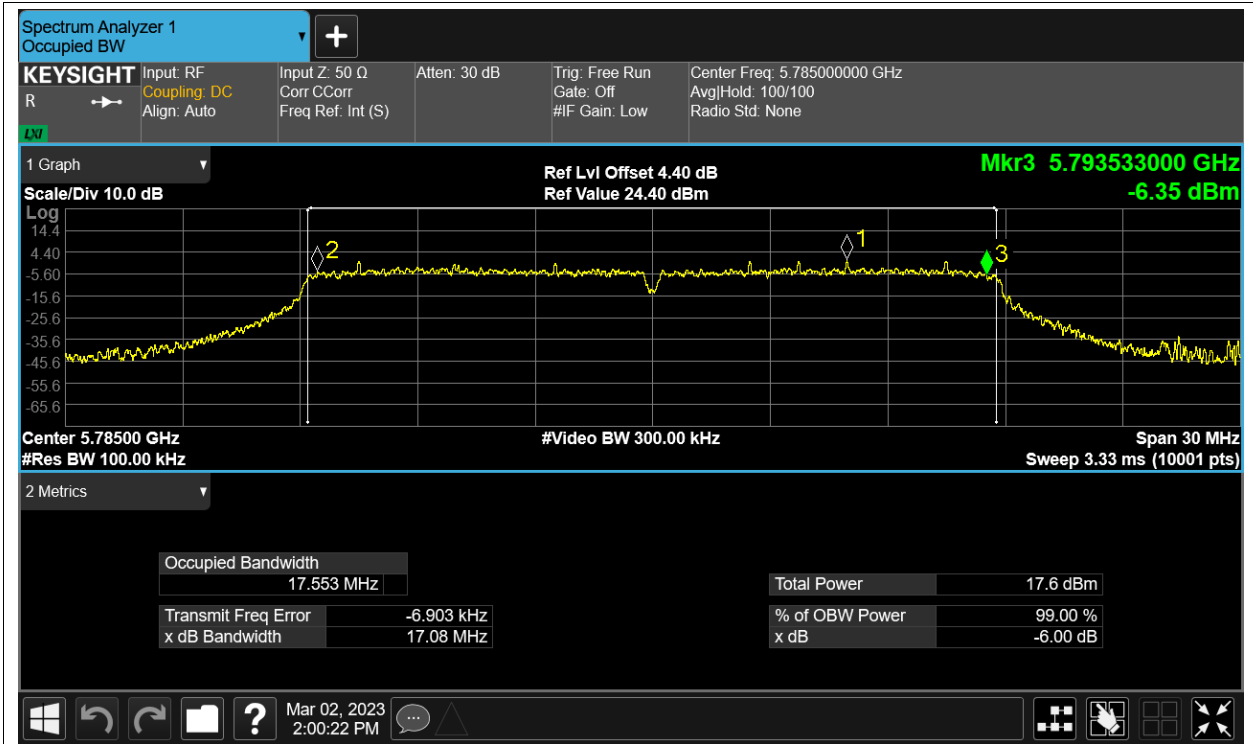 Spectrum Analyzer 1
Occupied BW
KEYSIGHT
R
LXI
Input: RF
Coupling: DC
Align: Auto
Input Z: 50 Ω
Corr CCorr
Freq Ref: Int (S)
Atten: 30 dB
Trig: Free Run
Gate: Off
#IF Gain: Low
Center Freq: 5.785000000 GHz
Avg|Hold: 100/100
Radio Std: None
1 Graph
Scale/Div 10.0 dB
Ref Lvl Offset 4.40 dB
Ref Value 24.40 dBm
Mkr3 5.793533000 GHz
-6.35 dBm
Log
14.4
4.40
-5.60
-15.6
-25.6
-35.6
-45.6
-55.6
-65.6
2
1
3
Center 5.78500 GHz
#Res BW 100.00 kHz
#Video BW 300.00 kHz
Span 30 MHz
Sweep 3.33 ms (10001 pts)
2 Metrics
Occupied Bandwidth
17.553 MHz
Transmit Freq Error -6.903 kHz
x dB Bandwidth 17.08 MHz
Total Power 17.6 dBm
% of OBW Power 99.00 %
x dB -6.00 dB
?
Mar 02, 2023
2:00:22 PM